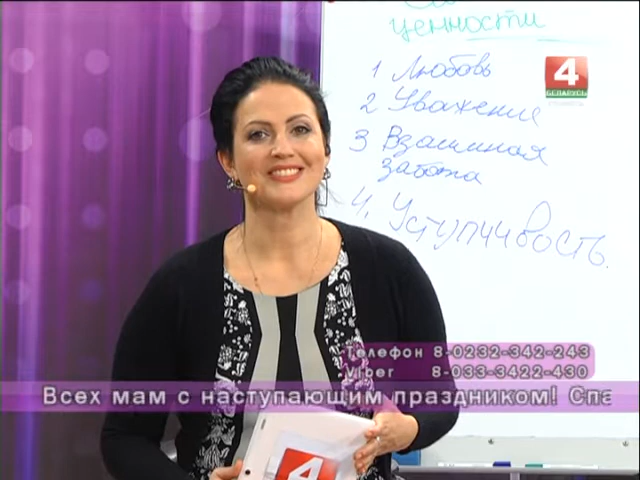 ценности
1 Любовь
2 Уважение
3 Взаимная
забота
4. Уступчивость.
4
БЕЛАРУСЬ
Телефон 8-0232-342-243
Viber 8-033-3422-430
Всех мам с наступающим праздником! Спа
4